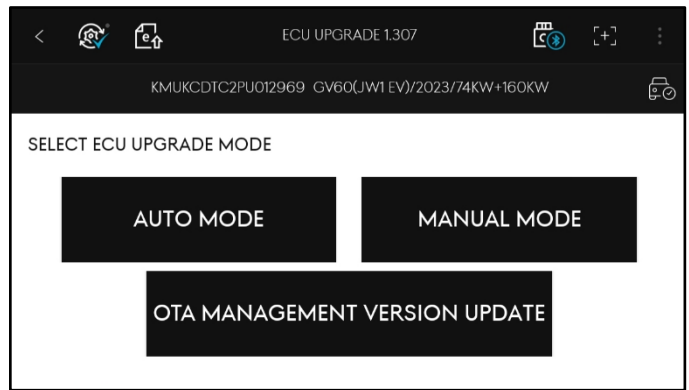 ECU UPGRADE 1.307
KMUKCDTC2PU012969 GV60(JW1 EV)/2023/74KW+160KW
SELECT ECU UPGRADE MODE
AUTO MODE MANUAL MODE
OTA MANAGEMENT VERSION UPDATE